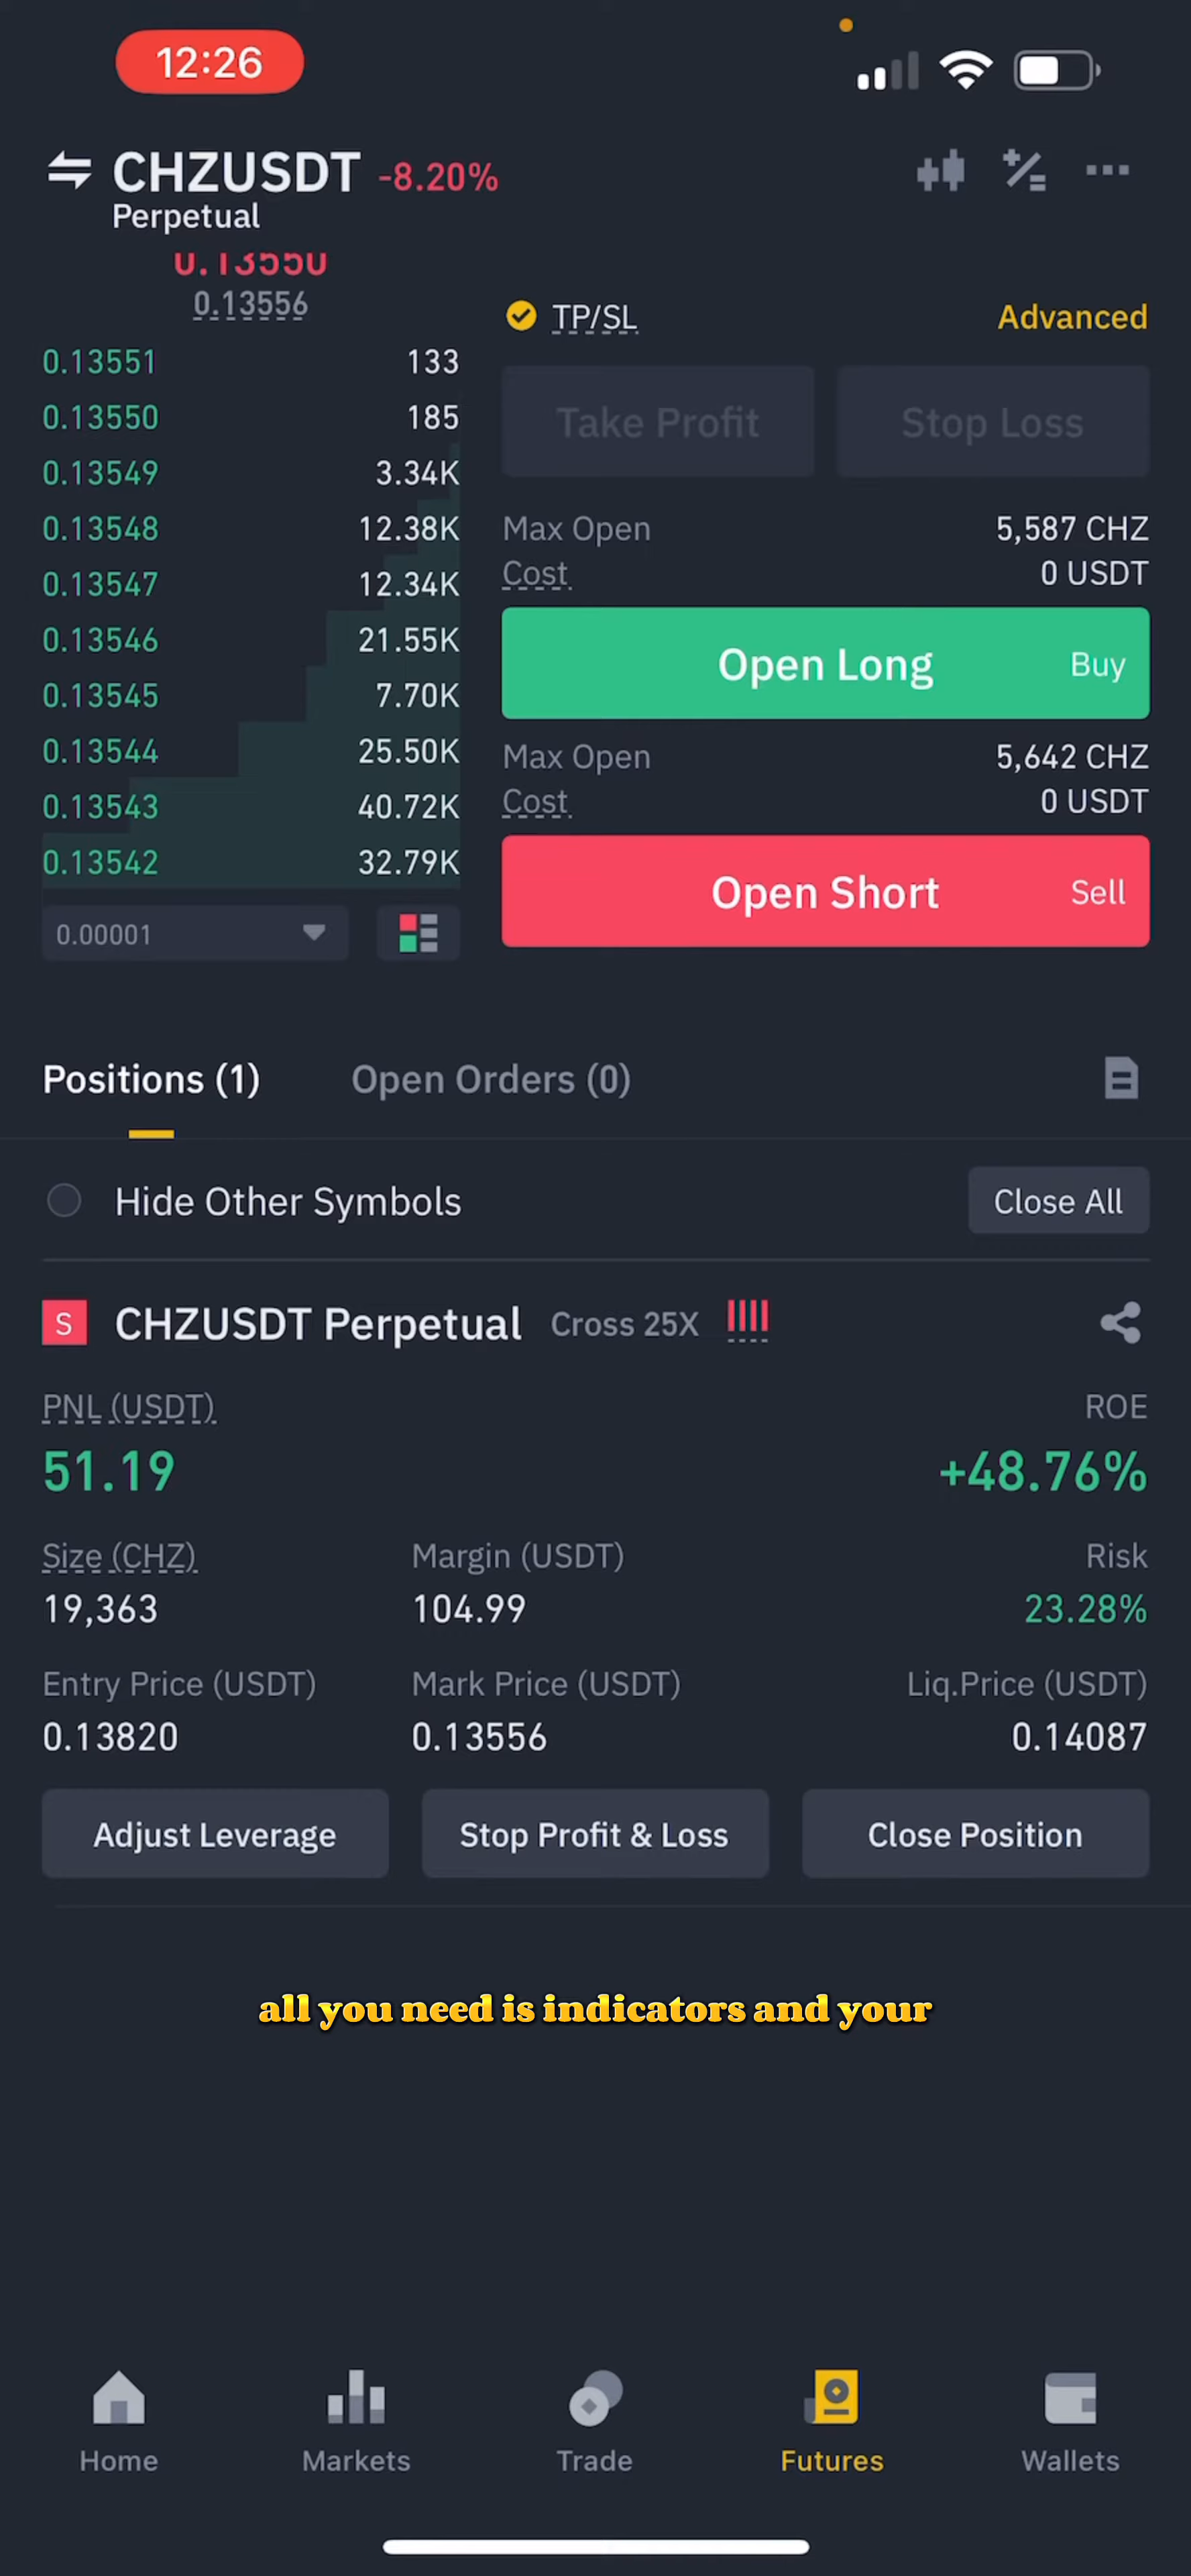 12:26
CHZUSDT -8.20%
Perpetual
0.13550
0.13556
TP/SL Advanced
0.13551 133
Take Profit Stop Loss
0.13550 185
0.13549 3.34K
0.13548 12.38K
Max Open 5,587 CHZ
0.13547 12.34K
Cost 0 USDT
0.13546 21.55K
Open Long Buy
0.13545 7.70K
0.13544 25.50K
Max Open 5,642 CHZ
0.13543 40.72K
Cost 0 USDT
0.13542 32.79K
Open Short Sell
0.00001
Positions (1) Open Orders (0)
Hide Other Symbols Close All
S CHZUSDT Perpetual Cross 25X
PNL (USDT) ROE
51.19 +48.76%
Size (CHZ) Margin (USDT) Risk
19,363 104.99 23.28%
Entry Price (USDT) Mark Price (USDT) Liq.Price (USDT)
0.13820 0.13556 0.14087
Adjust Leverage Stop Profit & Loss Close Position
all you need is indicators and your
Home Markets Trade Futures Wallets